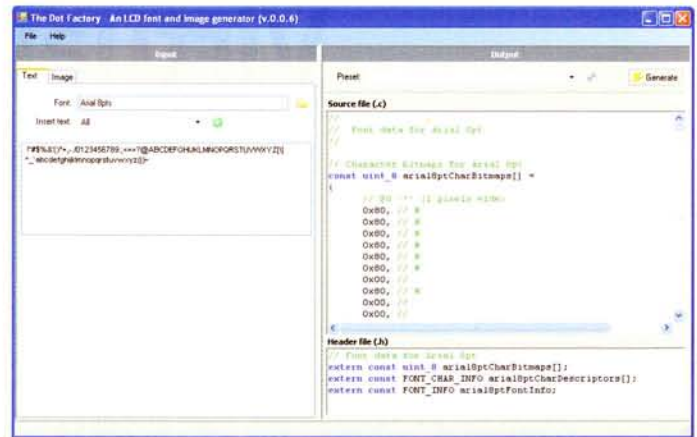 The Dot Factory - An LCD font and image generator (v.0.0.6)
File Help
Input
Output
Text Image
Font: Arial 8pts
Insert text: All
Preset:
Generate
Source file (.c)
//
// Font data for Arial 8pt
//
// Character bitmaps for Arial 8pt
const uint_8 arial8ptCharBitmaps[] =
{
0x80, // #
0x80, // #
0x80, // #
0x80, // #
0x80, // #
0x80, // #
0x00, //
0x80, // #
0x00, //
0x00, //
Header file (.h)
// Font data for Arial 8pt
extern const uint_8 arial8ptCharBitmaps[];
extern const FONT_CHAR_INFO arial8ptCharDescriptors[];
extern const FONT_INFO arial8ptFontInfo;